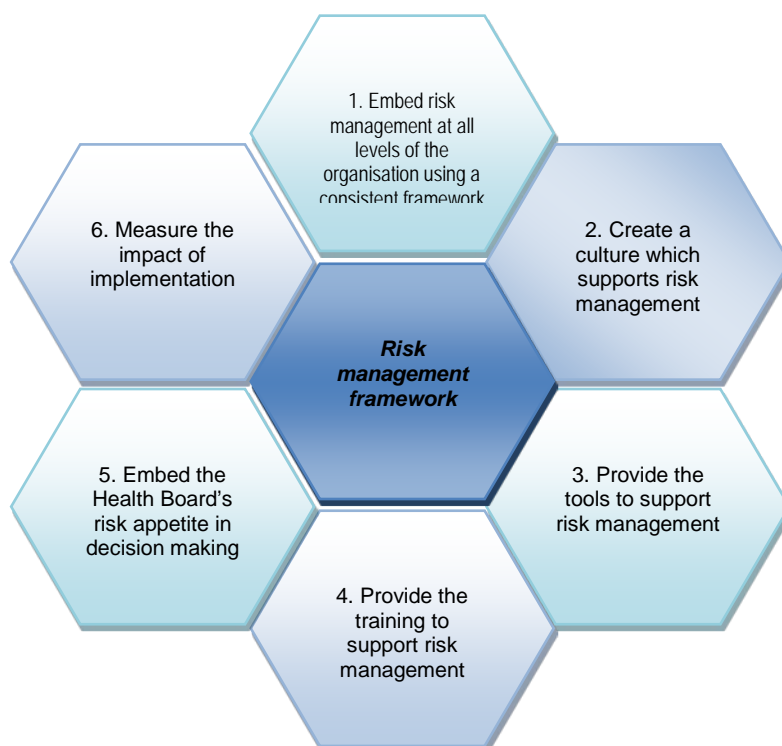 1. Embed risk
management at all
levels of the
organisation using a
consistent framework
2. Create a
culture which
supports risk
management
3. Provide the
tools to support
risk management
4. Provide the
training to
support risk
management
5. Embed the
Health Board’s
risk appetite in
decision making
6. Measure the
impact of
implementation
Risk
management
framework